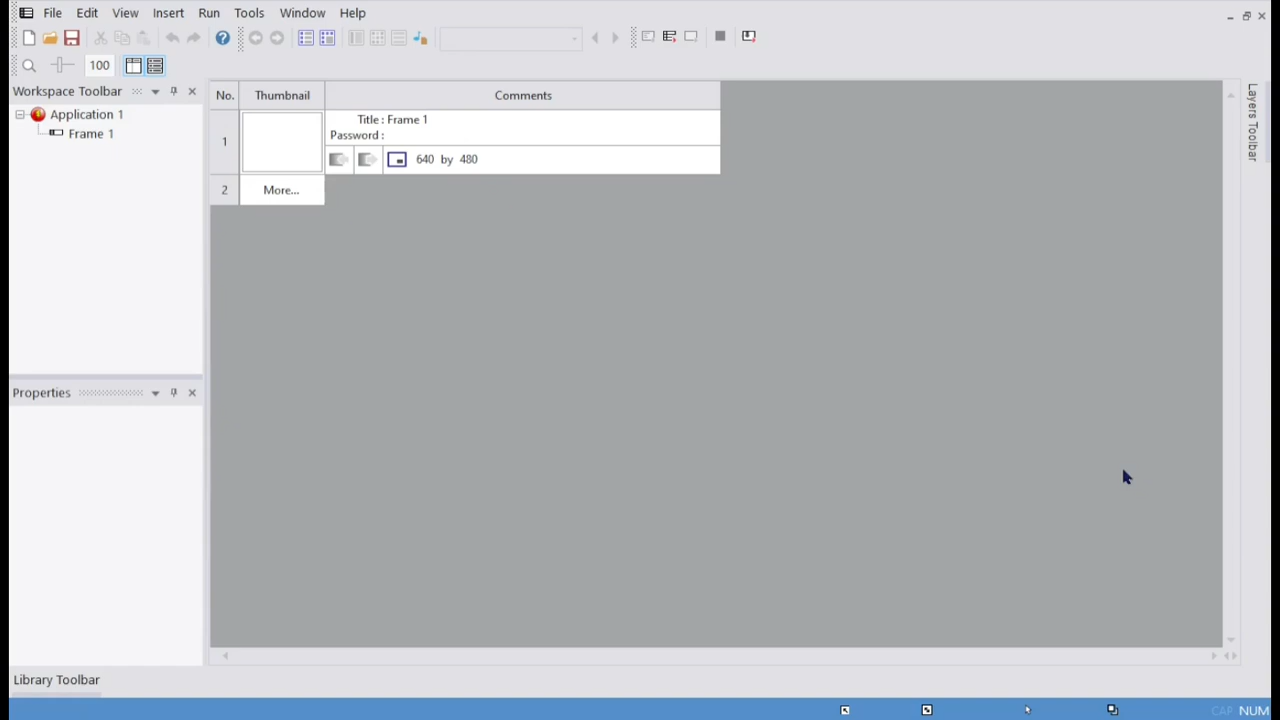 File Edit View Insert Run Tools Window Help
100
Workspace Toolbar
Application 1
Frame 1
Properties
Library Toolbar
No. Thumbnail Comments
1
Title : Frame 1
Password :
640 by 480
2 More...
Layers Toolbar
CAP NUM